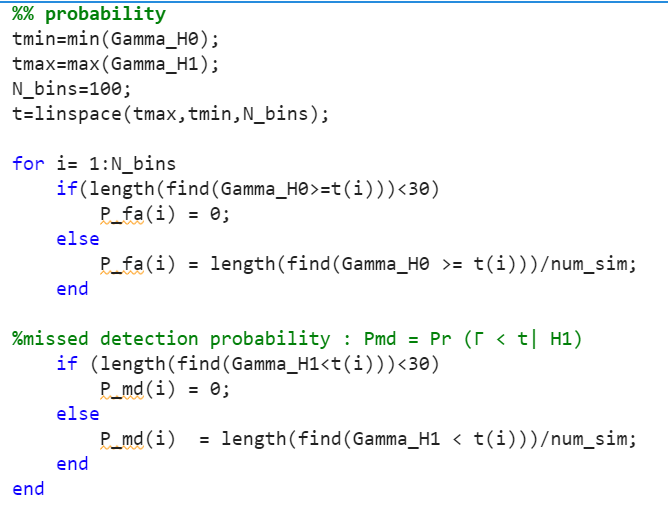 %% probability
tmin=min(Gamma_H0);
tmax=max(Gamma_H1);
N_bins=100;
t=linspace(tmax,tmin,N_bins);

for i= 1:N_bins
    if(length(find(Gamma_H0>=t(i)))<30)
        P_fa(i) = 0;
    else
        P_fa(i) = length(find(Gamma_H0 >= t(i)))/num_sim;
    end

%missed detection probability : Pmd = Pr (Γ < t| H1)
    if (length(find(Gamma_H1<t(i)))<30)
        P_md(i) = 0;
    else
        P_md(i)  = length(find(Gamma_H1 < t(i)))/num_sim;
    end
end